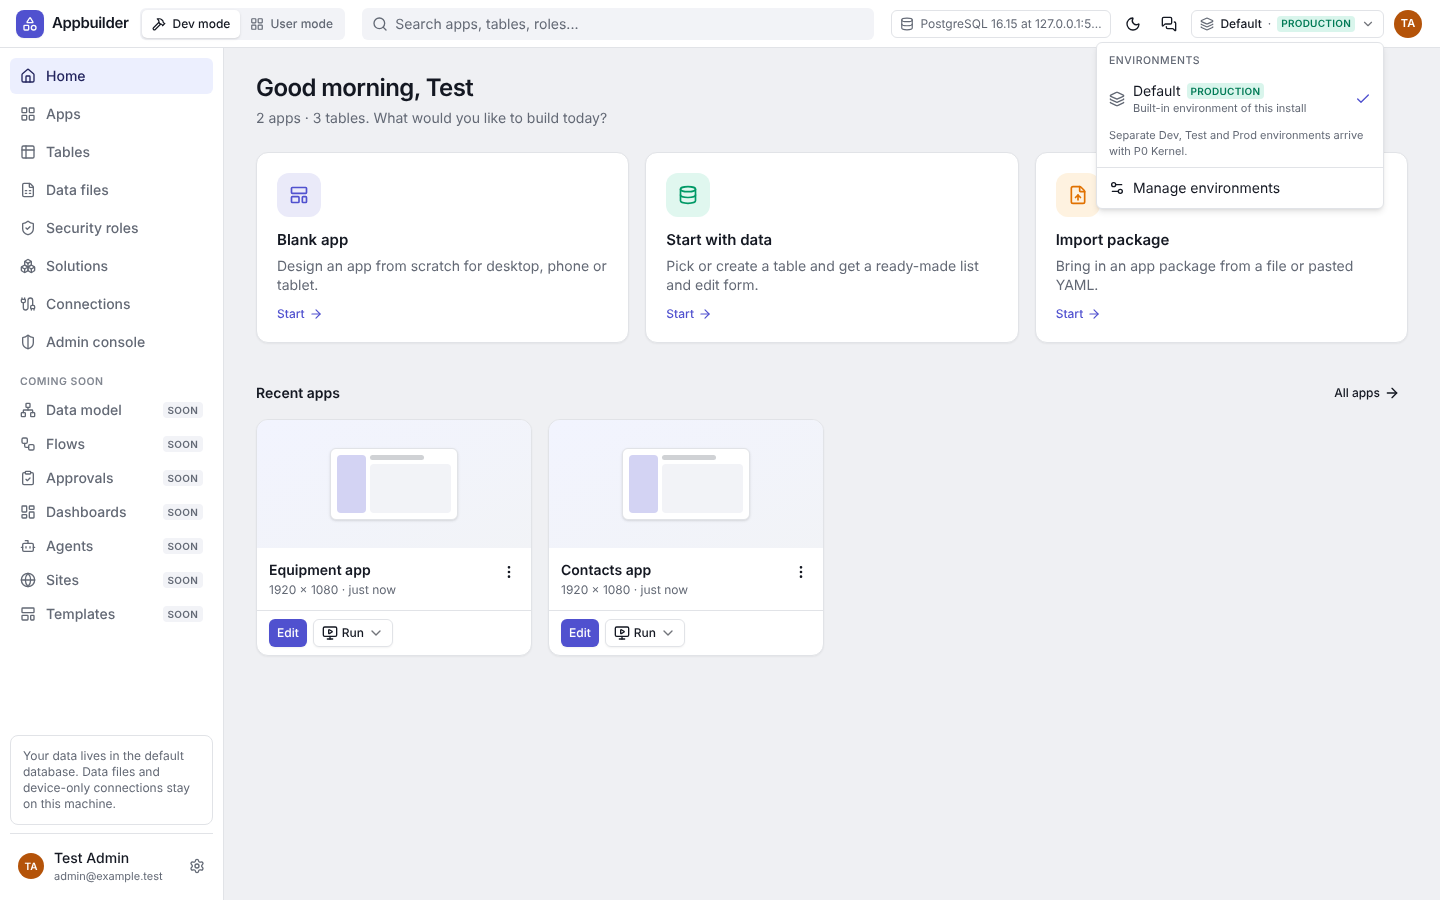 Appbuilder
Dev mode
User mode
Search apps, tables, roles...
PostgreSQL 16.15 at 127.0.0.1:5...
Default · PRODUCTION
TA
Home
Apps
Tables
Data files
Security roles
Solutions
Connections
Admin console
COMING SOON
Data model SOON
Flows SOON
Approvals SOON
Dashboards SOON
Agents SOON
Sites SOON
Templates SOON
Your data lives in the default
database. Data files and
device-only connections stay
on this machine.
TA
Test Admin
admin@example.test
Good morning, Test
2 apps · 3 tables. What would you like to build today?
ENVIRONMENTS
Default PRODUCTION
Built-in environment of this install
Separate Dev, Test and Prod environments arrive
with P0 Kernel.
Manage environments
Blank app
Design an app from scratch for desktop, phone or
tablet.
Start
Start with data
Pick or create a table and get a ready-made list
and edit form.
Start
Import package
Bring in an app package from a file or pasted
YAML.
Start
Recent apps
All apps
Equipment app
1920 × 1080 · just now
Edit
Run
Contacts app
1920 × 1080 · just now
Edit
Run